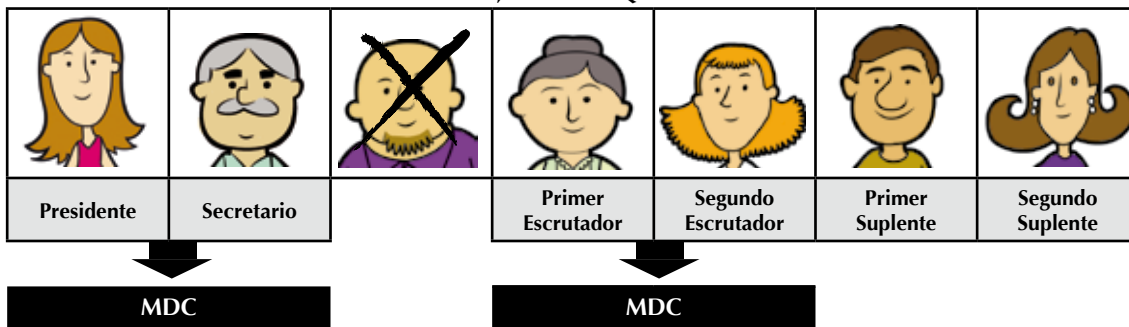 Presidente
Secretario
Primer
Escrutador
Segundo
Escrutador
Primer
Suplente
Segundo
Suplente
MDC
MDC